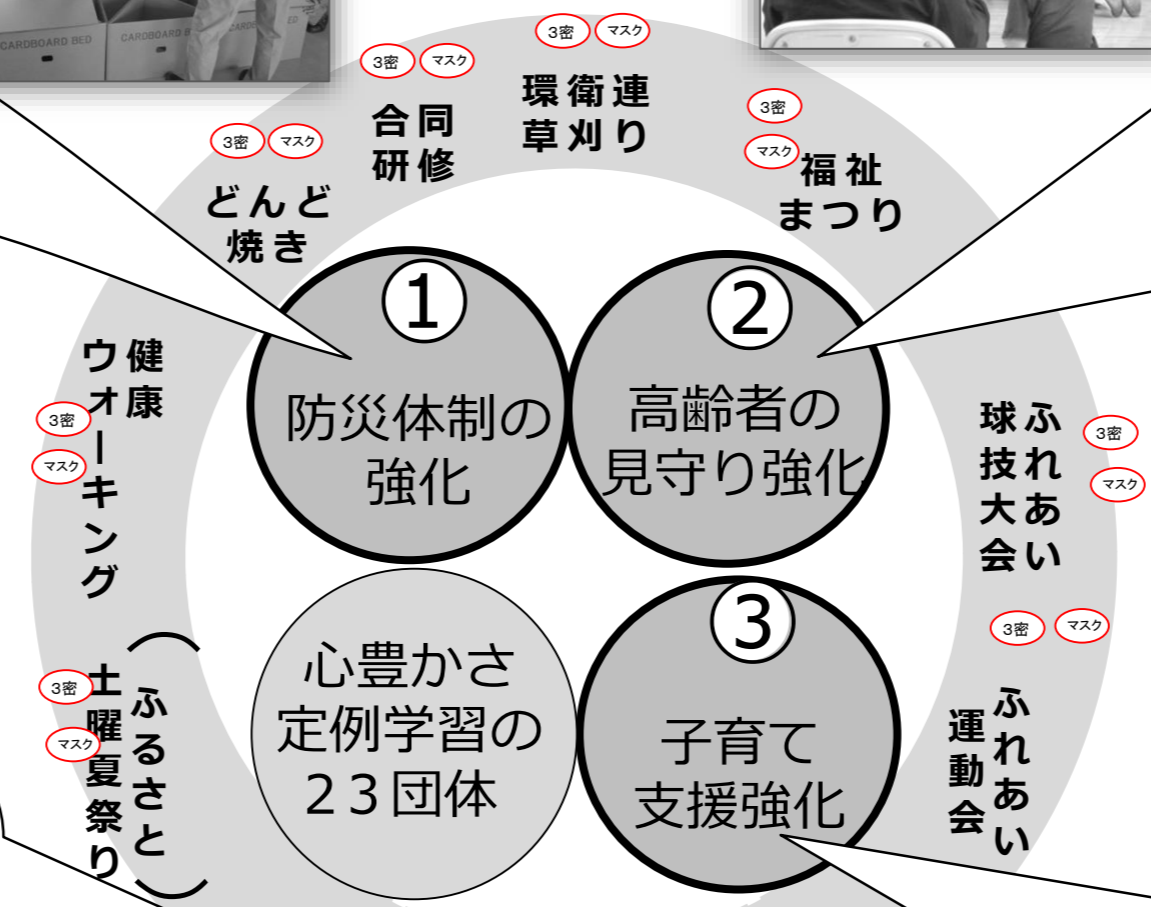 CARDBOARD BED
CARDBOARD B
ED
3密
マスク
環衛連
草刈り
3密
マスク
合同
研修
3密
マスク
福祉
まつり
3密
マスク
どんど
焼き
①
防災体制の
強化
②
高齢者の
見守り強化
健康
ウォーキング
3密
マスク
ふれあい
球技大会
3密
マスク
3密
マスク
ふれあい
運動会
(ふるさと)
土曜夏祭り
3密
マスク
心豊かさ
定例学習の
23団体
③
子育て
支援強化